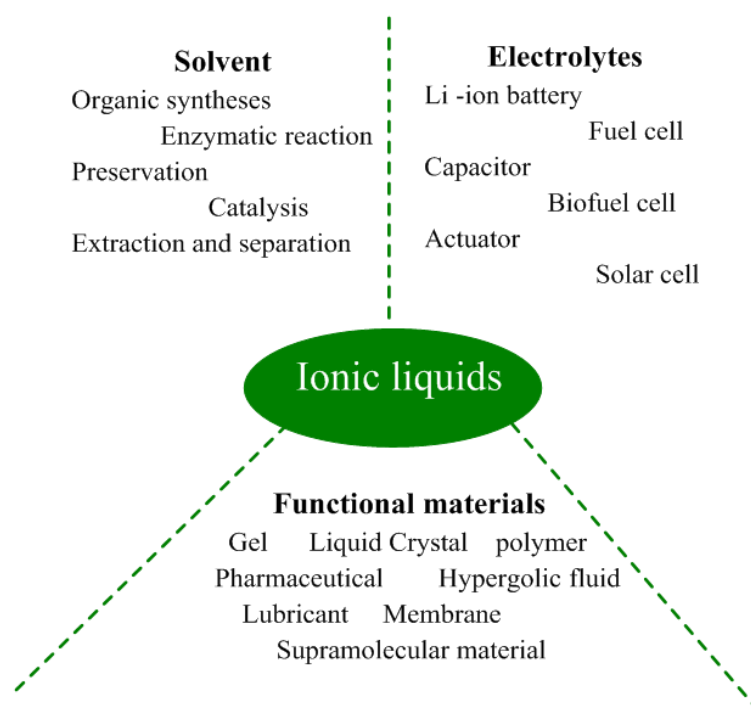 Solvent
Organic syntheses
Enzymatic reaction
Preservation
Catalysis
Extraction and separation
Electrolytes
Li -ion battery
Fuel cell
Capacitor
Biofuel cell
Actuator
Solar cell
Ionic liquids
Functional materials
Gel Liquid Crystal polymer
Pharmaceutical Hypergolic fluid
Lubricant Membrane
Supramolecular material